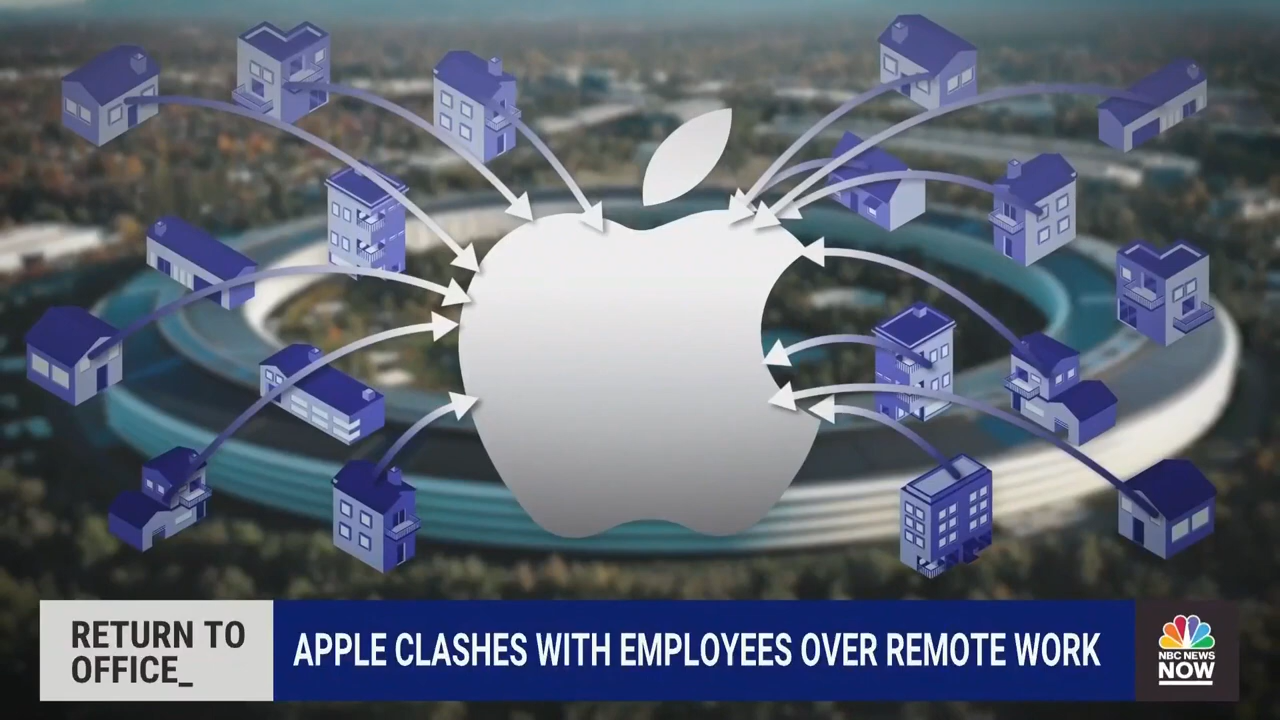 RETURN TO
OFFICE_
APPLE CLASHES WITH EMPLOYEES OVER REMOTE WORK
NBC NEWS
NOW